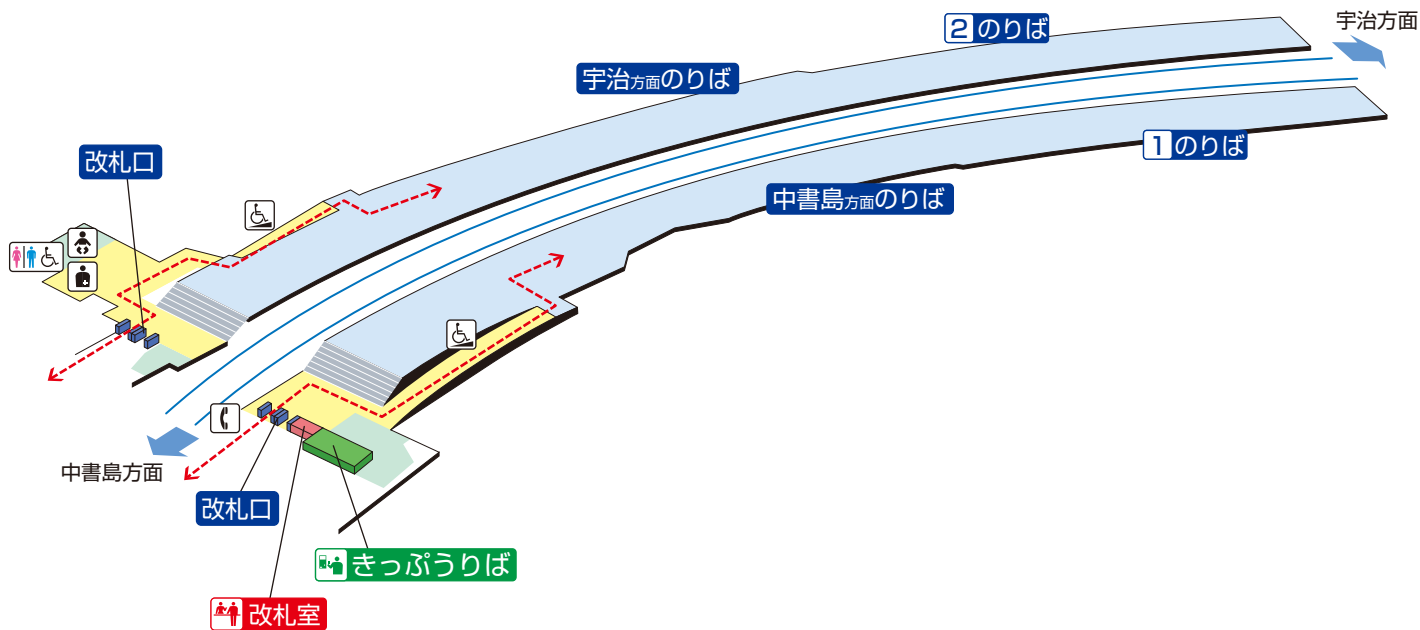 2 のりば
宇治方面
宇治方面のりば
1 のりば
改札口
中書島方面のりば
中書島方面
改札口
きっぷうりば
改札室